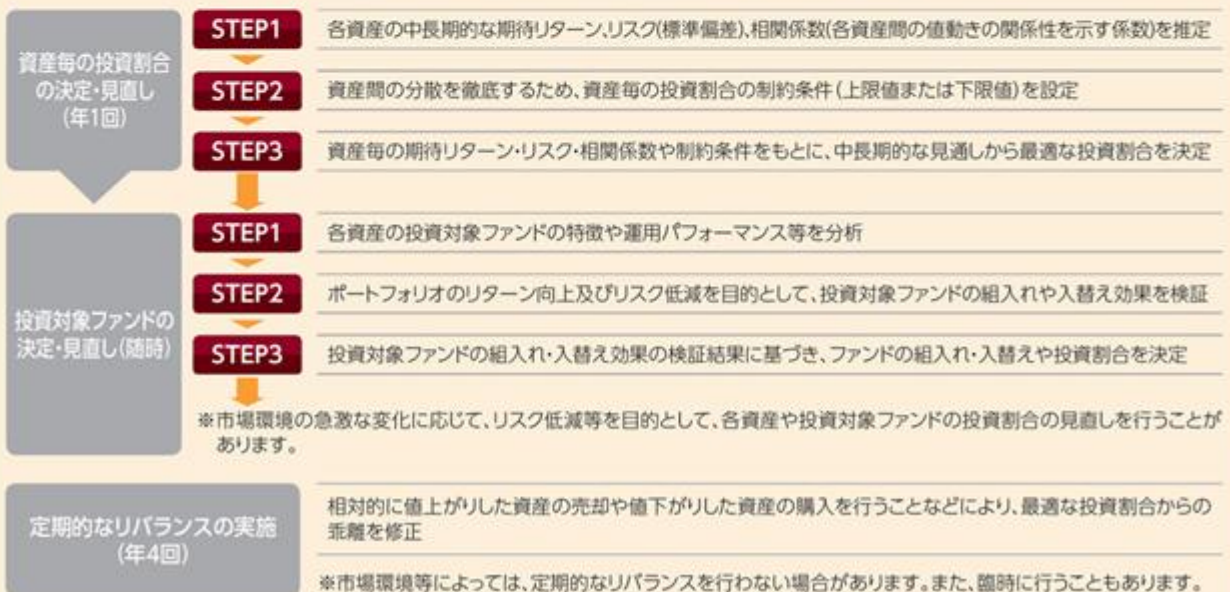 資産毎の投資割合
の決定・見直し
(年1回)
STEP1
各資産の中長期的な期待リターン、リスク(標準偏差)、相関係数(各資産間の値動きの関係性を示す係数)を推定
STEP2
資産間の分散を徹底するため、資産毎の投資割合の制約条件(上限値または下限値)を設定
STEP3
資産毎の期待リターン・リスク・相関係数や制約条件をもとに、中長期的な見通しから最適な投資割合を決定
投資対象ファンドの
決定・見直し(随時)
STEP1
各資産の投資対象ファンドの特徴や運用パフォーマンス等を分析
STEP2
ポートフォリオのリターン向上及びリスク低減を目的として、投資対象ファンドの組入れや入替え効果を検証
STEP3
投資対象ファンドの組入れ・入替え効果の検証結果に基づき、ファンドの組入れ・入替えや投資割合を決定
※市場環境の急激な変化に応じて、リスク低減等を目的として、各資産や投資対象ファンドの投資割合の見直しを行うことが
あります。
定期的なリバランスの実施
(年4回)
相対的に値上がりした資産の売却や値下がりした資産の購入を行うことなどにより、最適な投資割合からの
乖離を修正
※市場環境等によっては、定期的なリバランスを行わない場合があります。また、臨時に行うこともあります。